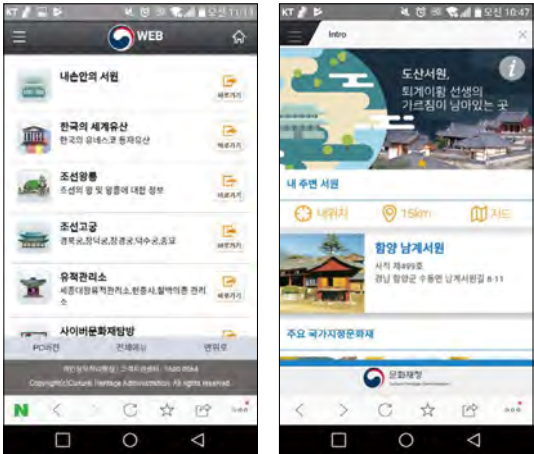 KT
오전 11:11
WEB
내손안의 서원
바로가기
한국의 세계유산
한국의 유네스코 등재유산
바로가기
조선왕릉
조선의 왕 및 왕릉에 대한 정보
바로가기
조선고궁
경복궁,창덕궁,창경궁,덕수궁,종묘
바로가기
유적관리소
세종대왕유적관리소,현충사,칠백의총 관리
소
바로가기
사이버문화재탐방
PC버전
전체메뉴
맨위로
Copyright(c)Cultural Heritage Administration. All rights reserved.
N
KT
오전 10:47
Intro
도산서원,
퇴계이황 선생의
가르침이 남아있는 곳
내 주변 서원
내위치
15km
지도
함양 남계서원
사적 제499호
경남 함양군 수동면 남계서원길 8-11
주요 국가지정문화재
문화재청